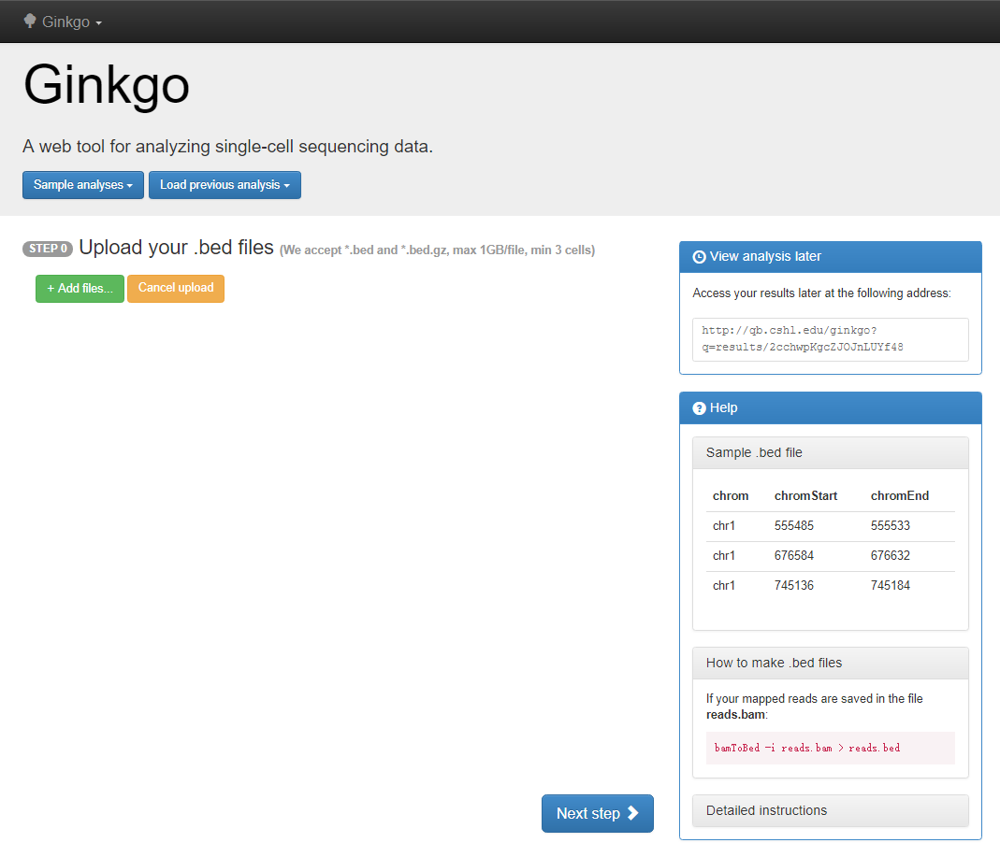 Ginkgo
Ginkgo
A web tool for analyzing single-cell sequencing data.
Sample analyses
Load previous analysis
STEP 0 Upload your .bed files (We accept *.bed and *.bed.gz, max 1GB/file, min 3 cells)
+ Add files...
Cancel upload
View analysis later
Access your results later at the following address:
http://qb.cshl.edu/ginkgo?
q=results/2cchwpKgcZJOJnLUYf48
Help
Sample .bed file
chrom chromStart chromEnd
chr1 555485 555533
chr1 676584 676632
chr1 745136 745184
How to make .bed files
If your mapped reads are saved in the file
reads.bam:
bamToBed -i reads.bam > reads.bed
Next step
Detailed instructions